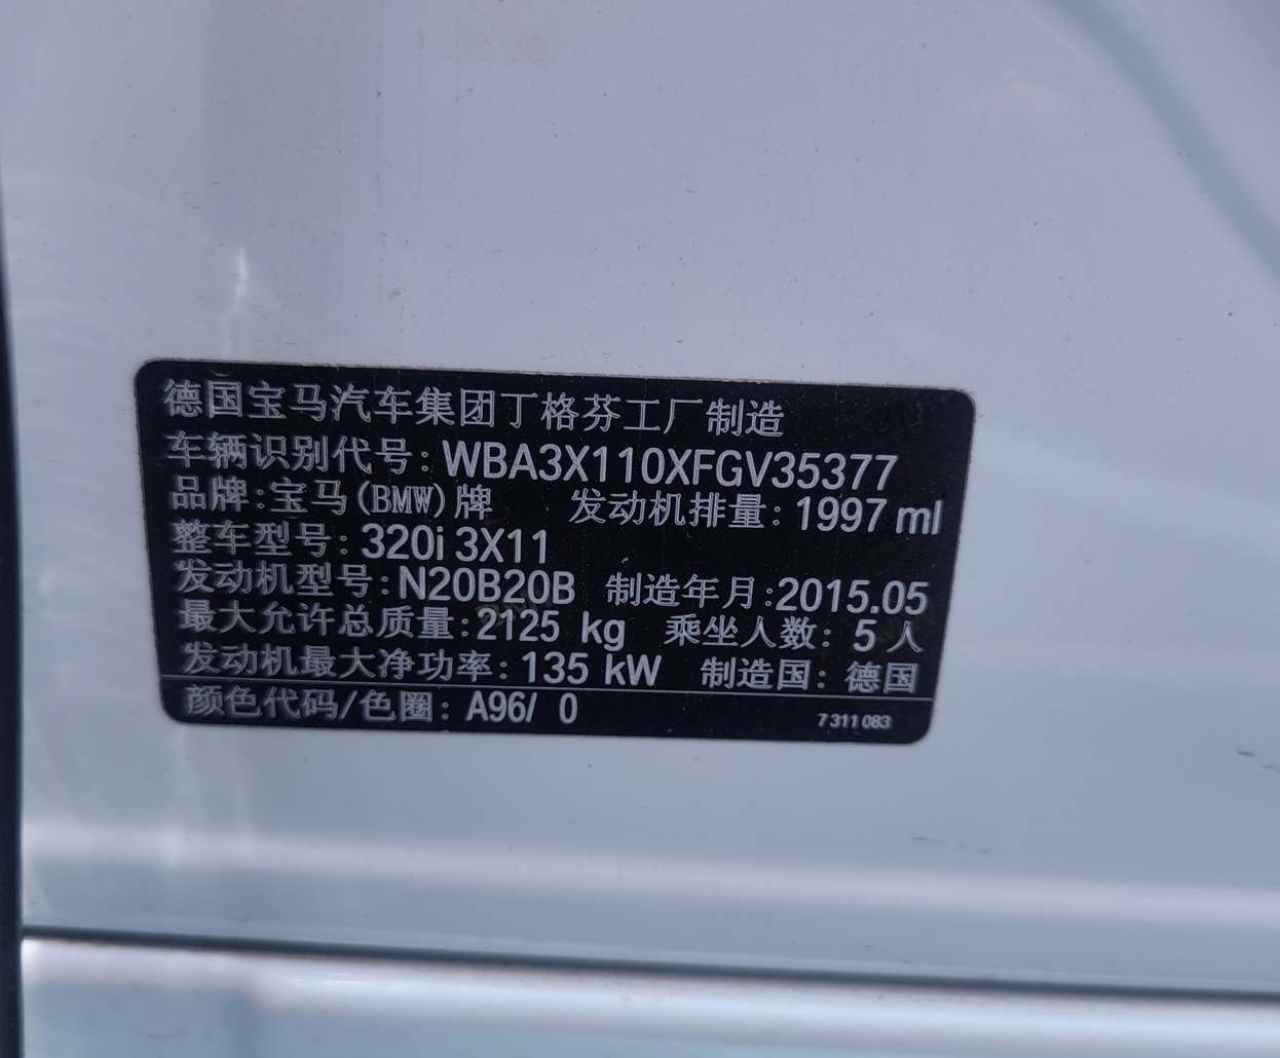 德国宝马汽车集团丁格芬工厂制造
车辆识别代号: WBA3X110XFGV35377
品牌:宝马(BMW)牌 发动机排量: 1997 ml
整车型号: 320i 3X11
发动机型号: N20B20B 制造年月:2015.05
最大允许总质量:2125 kg 乘坐人数: 5人
发动机最大净功率: 135 kW 制造国: 德国
颜色代码/色圈: A96/ 0 7 311 083